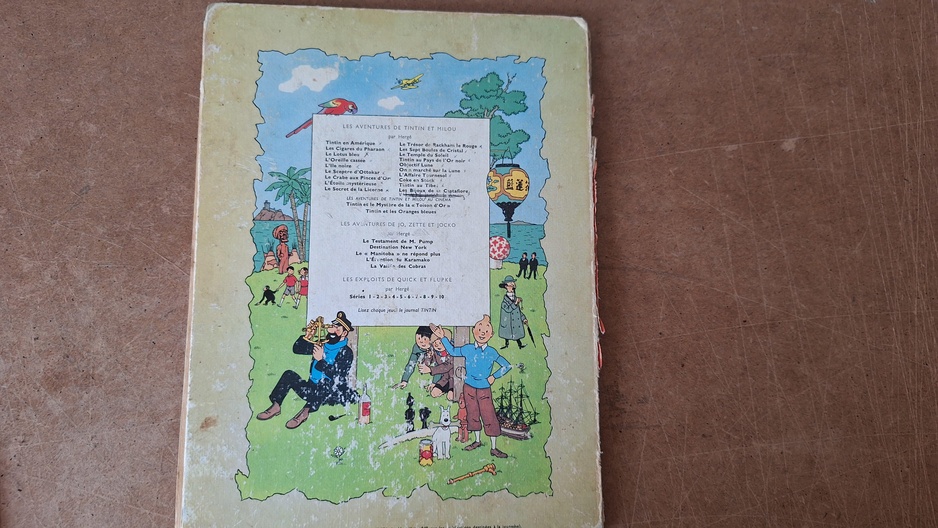 LES AVENTURES DE TINTIN ET MILOU
par Hergé
Tintin en Amérique
Les Cigares du Pharaon
Le Lotus bleu
L'Oreille cassée
L'Ile noire
Le Sceptre d'Ottokar
Le Crabe aux Pinces d'Or
L'Étoile mystérieuse
Le Secret de la Licorne
Le Trésor de Rackham le Rouge
Les Sept Boules de Cristal
Le Temple du Soleil
Tintin au Pays de l'Or noir
Objectif Lune
On a marché sur la Lune
L'Affaire Tournesol
Coke en Stock
Tintin au Tibet
Les Bijoux de la Castafiore
LES AVENTURES DE TINTIN ET MILOU AU CINÉMA
Tintin et le Mystère de la « Toison d'Or »
Tintin et les Oranges bleues
LES AVENTURES DE JO, ZETTE ET JOCKO
par Hergé
Le Testament de M. Pump
Destination New York
Le « Manitoba » ne répond plus
L'Éruption du Karamako
La Vallée des Cobras
LES EXPLOITS DE QUICK ET FLUPKE
par Hergé
Séries 1 - 2 - 3 - 4 - 5 - 6 - 7 - 8 - 9 - 10
Lisez chaque jeudi le journal TINTIN